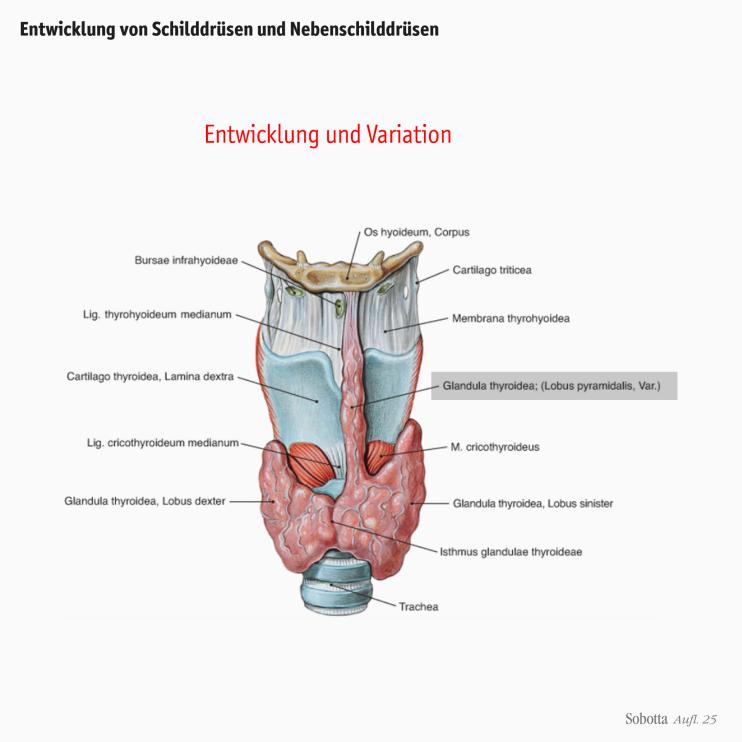 Entwicklung von Schilddrüsen und Nebenschilddrüsen
Entwicklung und Variation
Os hyoideum, Corpus
Bursae infrahyoideae
Cartilago triticea
Lig. thyrohyoideum medianum
Membrana thyrohyoidea
Cartilago thyroidea, Lamina dextra
Glandula thyroidea; (Lobus pyramidalis, Var.)
Lig. cricothyroideum medianum
M. cricothyroideus
Glandula thyroidea, Lobus dexter
Glandula thyroidea, Lobus sinister
Isthmus glandulae thyroideae
Trachea
Sobotta Aufl. 25